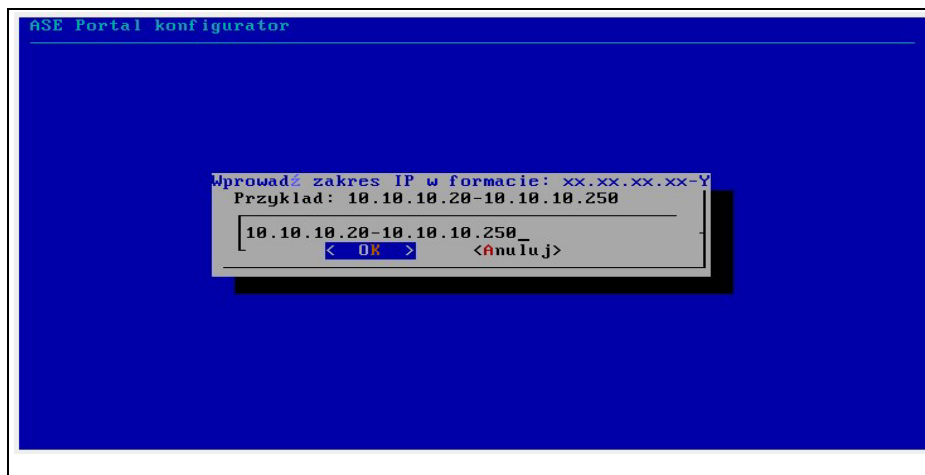 ASE Portal konfigurator
Wprowadź zakres IP w formacie: xx.xx.xx.xx-Y
Przyklad: 10.10.10.20-10.10.10.250
10.10.10.20-10.10.10.250_
< OK > <Anuluj>